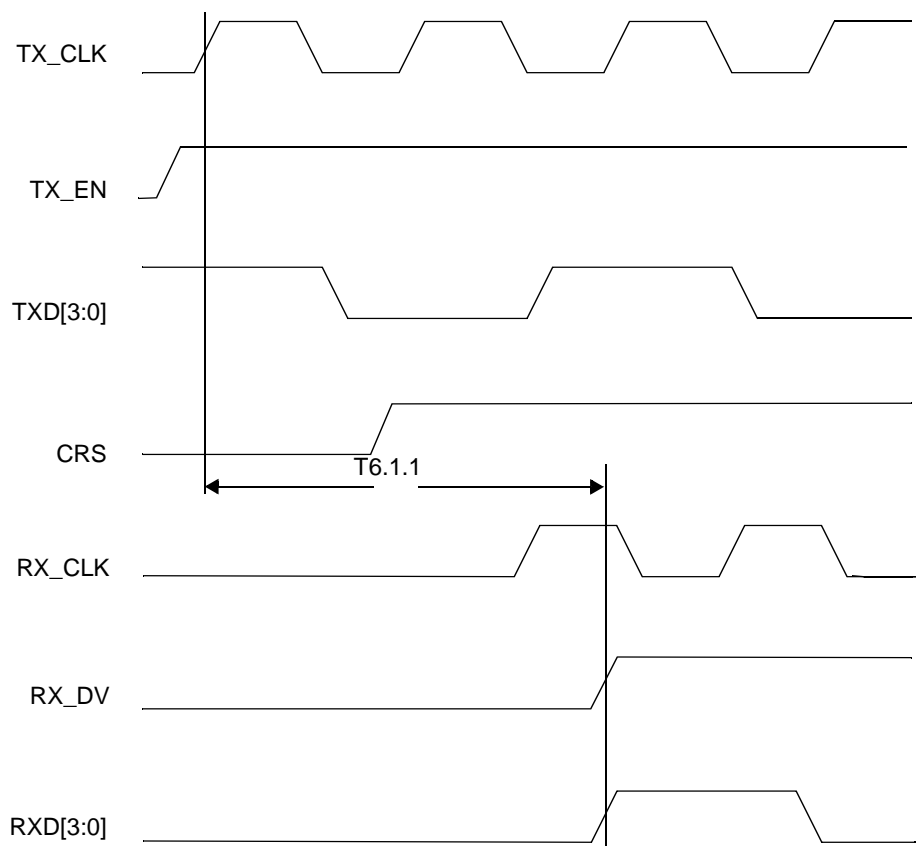 TX_CLK
TX_EN
TXD[3:0]
CRS
T6.1.1
RX_CLK
RX_DV
RXD[3:0]